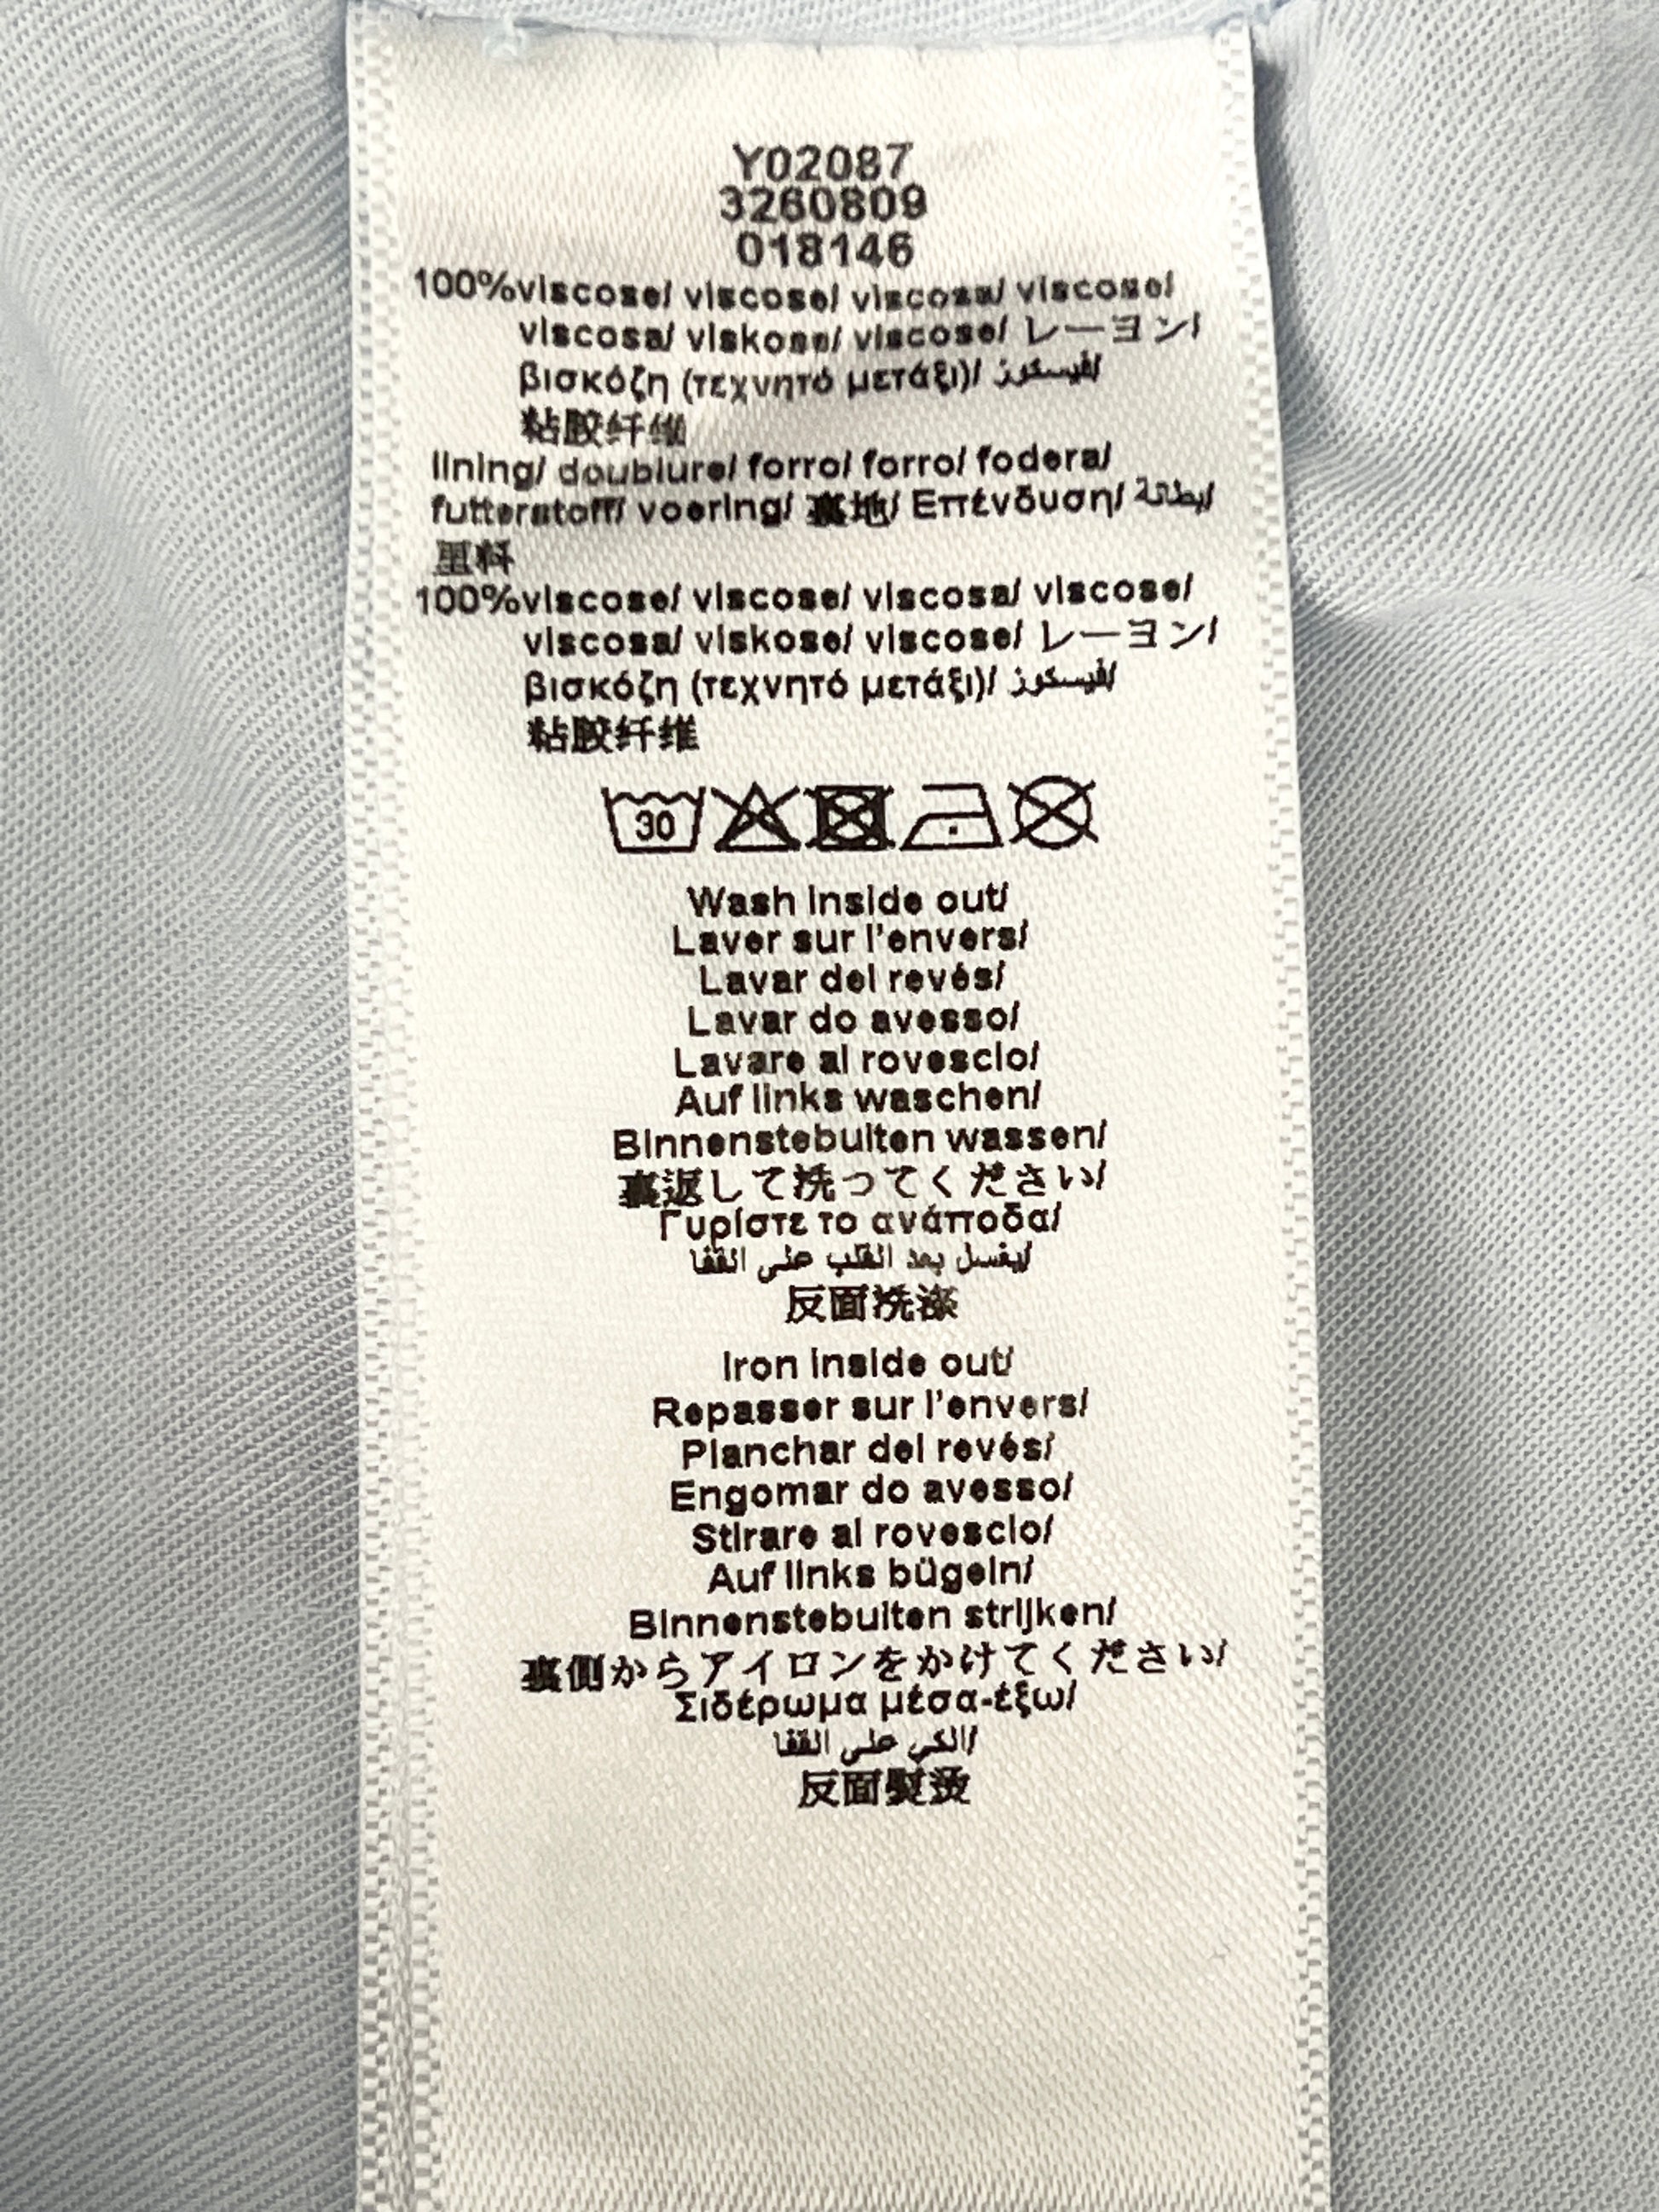 Y02087
3260809
018146
100%viscose/ viscose/ viscosa/ viscose/
viscosa/ viskose/ viscose/ レーヨン/
βισκόζη (τεχνητό μετάξι)/ فيسكوز/
粘胶纤维
lining/ doublure/ forro/ forro/ fodera/
futterstoff/ voering/ 裏地/ Επένδυση/ بطانة/
里料
100%viscose/ viscose/ viscosa/ viscose/
viscosa/ viskose/ viscose/ レーヨン/
βισκόζη (τεχνητό μετάξι)/ فيسكوز/
粘胶纤维
30
Wash inside out/
Laver sur l'envers/
Lavar del revés/
Lavar do avesso/
Lavare al rovescio/
Auf links waschen/
Binnenstebuiten wassen/
裏返して洗ってください/
Γυρίστε το ανάποδα/
يغسل بعد القلب على القفا/
反面洗涤
Iron inside out/
Repasser sur l'envers/
Planchar del revés/
Engomar do avesso/
Stirare al rovescio/
Auf links bügeln/
Binnenstebuiten strijken/
裏側からアイロンをかけてください/
Σιδέρωμα μέσα-έξω/
الكي على القفا/
反面熨烫